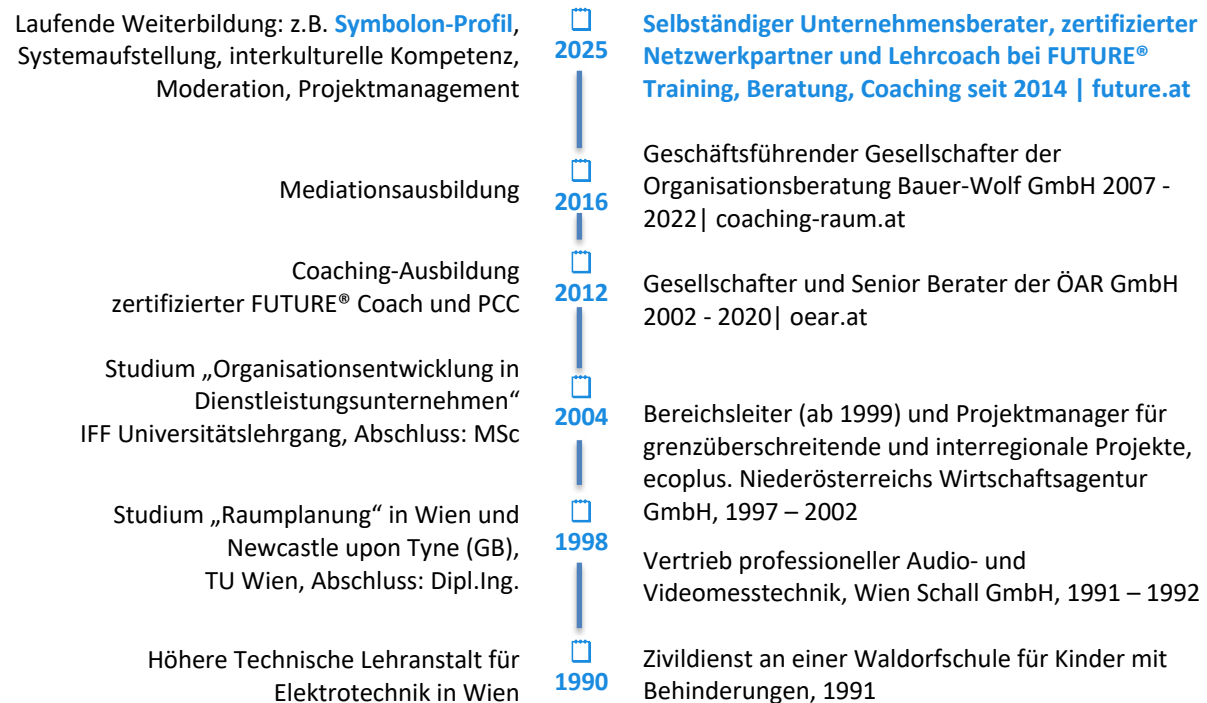 Laufende Weiterbildung: z.B. Symbolon-Profil,
Systemaufstellung, interkulturelle Kompetenz,
Moderation, Projektmanagement
2025
Selbständiger Unternehmensberater, zertifizierter
Netzwerkpartner und Lehrcoach bei FUTURE®
Training, Beratung, Coaching seit 2014 | future.at
Mediationsausbildung
2016
Geschäftsführender Gesellschafter der
Organisationsberatung Bauer-Wolf GmbH 2007 -
2022| coaching-raum.at
Coaching-Ausbildung
zertifizierter FUTURE® Coach und PCC
2012
Gesellschafter und Senior Berater der ÖAR GmbH
2002 - 2020| oear.at
Studium „Organisationsentwicklung in
Dienstleistungsunternehmen“
IFF Universitätslehrgang, Abschluss: MSc
2004
Bereichsleiter (ab 1999) und Projektmanager für
grenzüberschreitende und interregionale Projekte,
ecoplus. Niederösterreichs Wirtschaftsagentur
GmbH, 1997 – 2002
Studium „Raumplanung“ in Wien und
Newcastle upon Tyne (GB),
TU Wien, Abschluss: Dipl.Ing.
1998
Vertrieb professioneller Audio- und
Videomesstechnik, Wien Schall GmbH, 1991 – 1992
Höhere Technische Lehranstalt für
Elektrotechnik in Wien
1990
Zivildienst an einer Waldorfschule für Kinder mit
Behinderungen, 1991